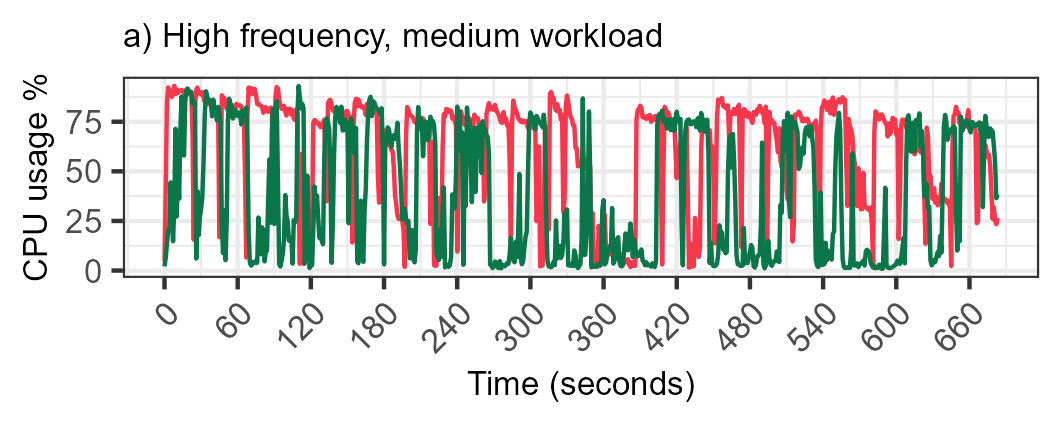 a) High frequency, medium workload
CPU usage %
75
50
25
0
0 60 120 180 240 300 360 420 480 540 600 660
Time (seconds)